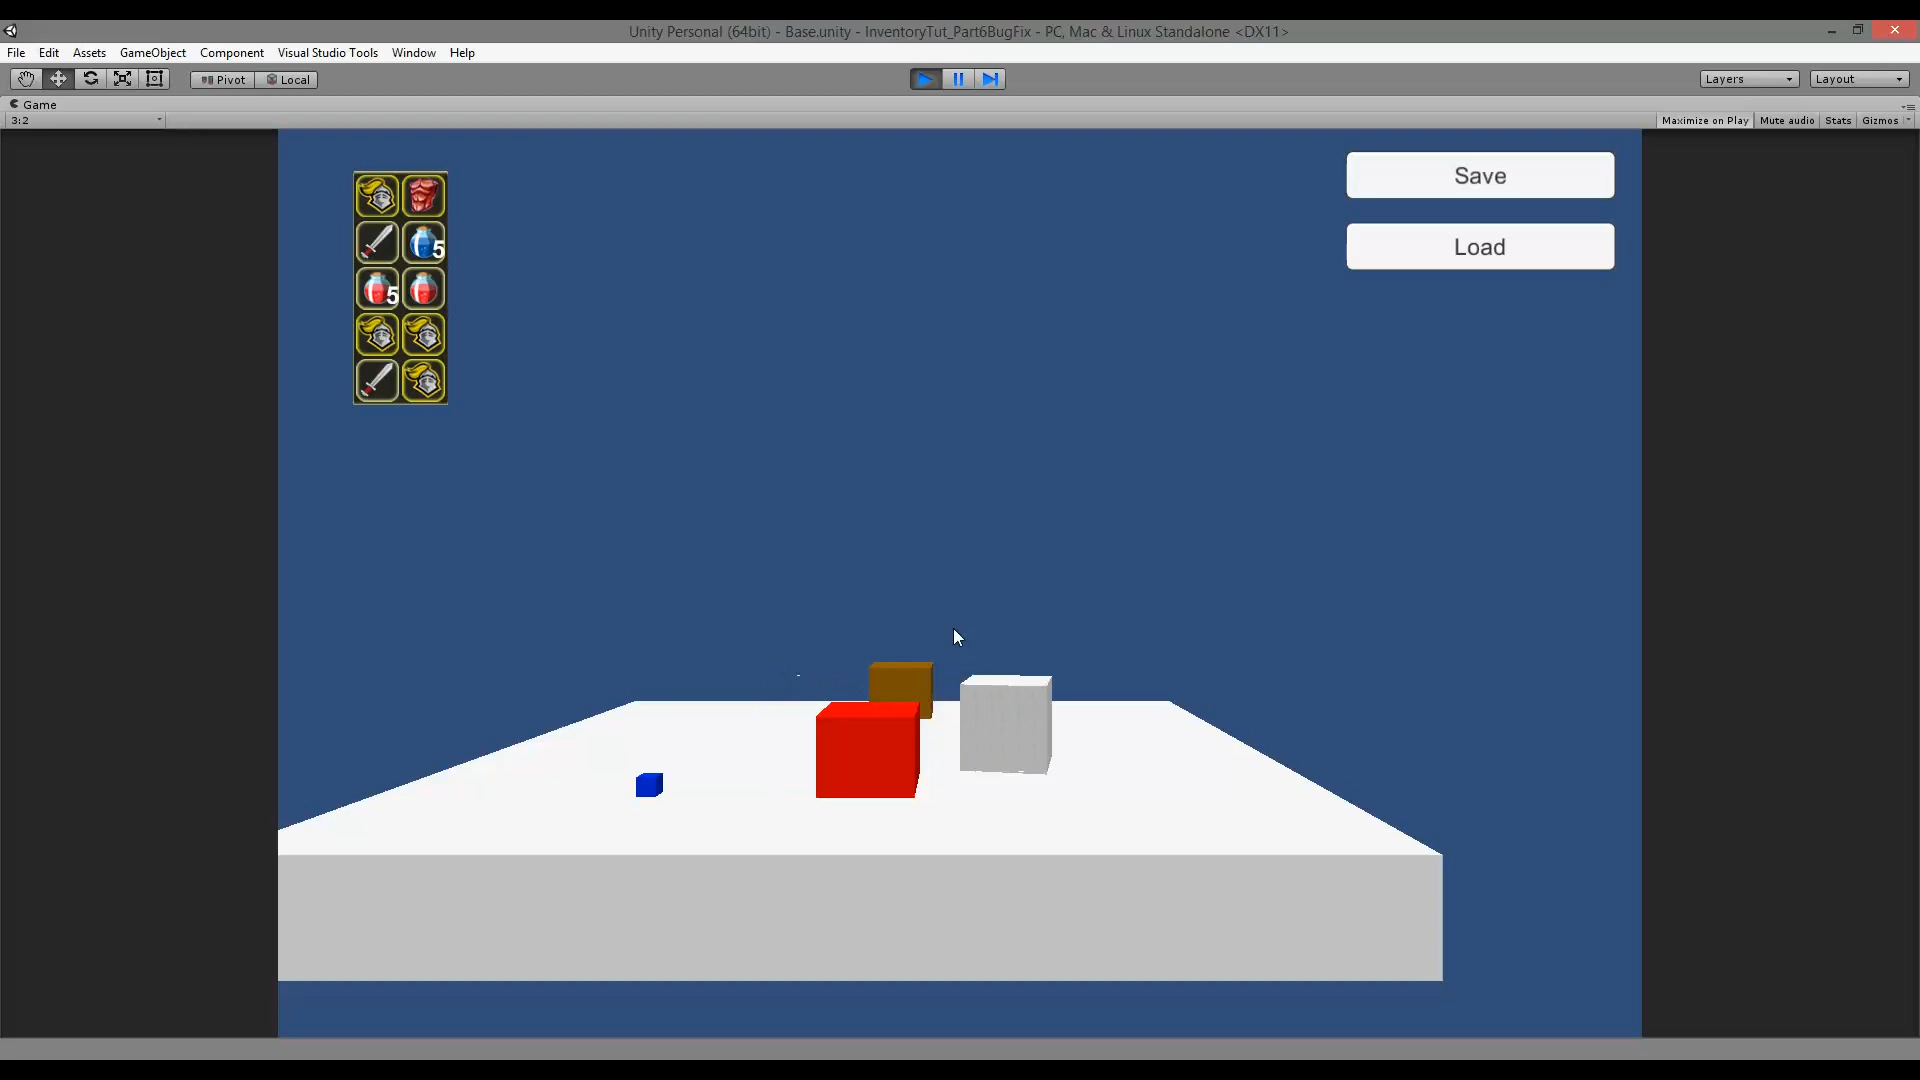 Unity Personal (64bit) - Base.unity - InventoryTut_Part6BugFix - PC, Mac & Linux Standalone <DX11>
File Edit Assets GameObject Component Visual Studio Tools Window Help
Pivot Local Layers Layout
Game
3:2 Maximize on Play Mute audio Stats Gizmos
Save
5
Load
5